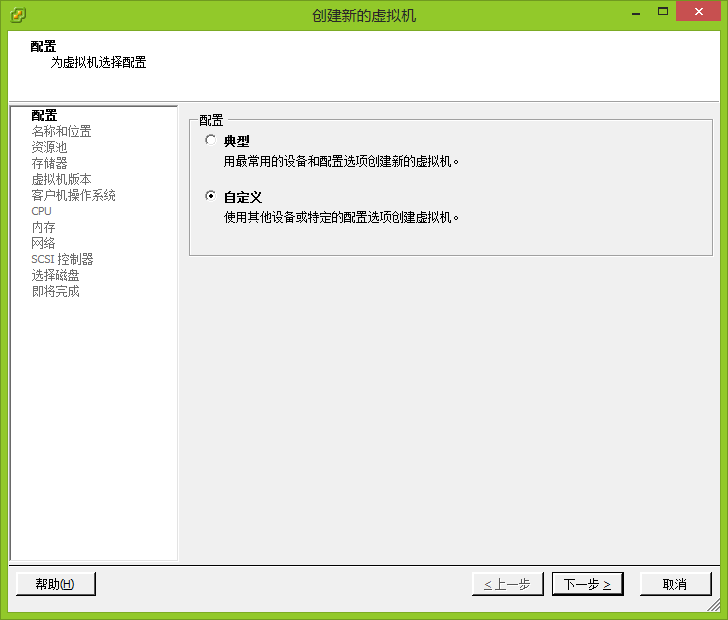 创建新的虚拟机
配置
为虚拟机选择配置
配置
名称和位置
资源池
存储器
虚拟机版本
客户机操作系统
CPU
内存
网络
SCSI 控制器
选择磁盘
即将完成
配置
典型
用最常用的设备和配置选项创建新的虚拟机。
自定义
使用其他设备或特定的配置选项创建虚拟机。
帮助(H)
< 上一步
下一步 >
取消